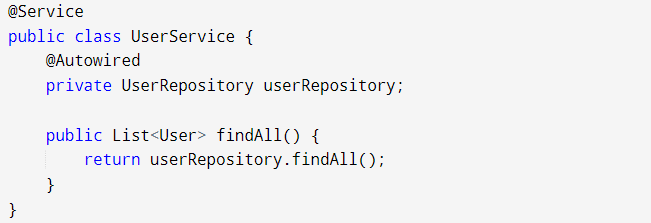 @Service
public class UserService {
    @Autowired
    private UserRepository userRepository;

    public List<User> findAll() {
        return userRepository.findAll();
    }
}